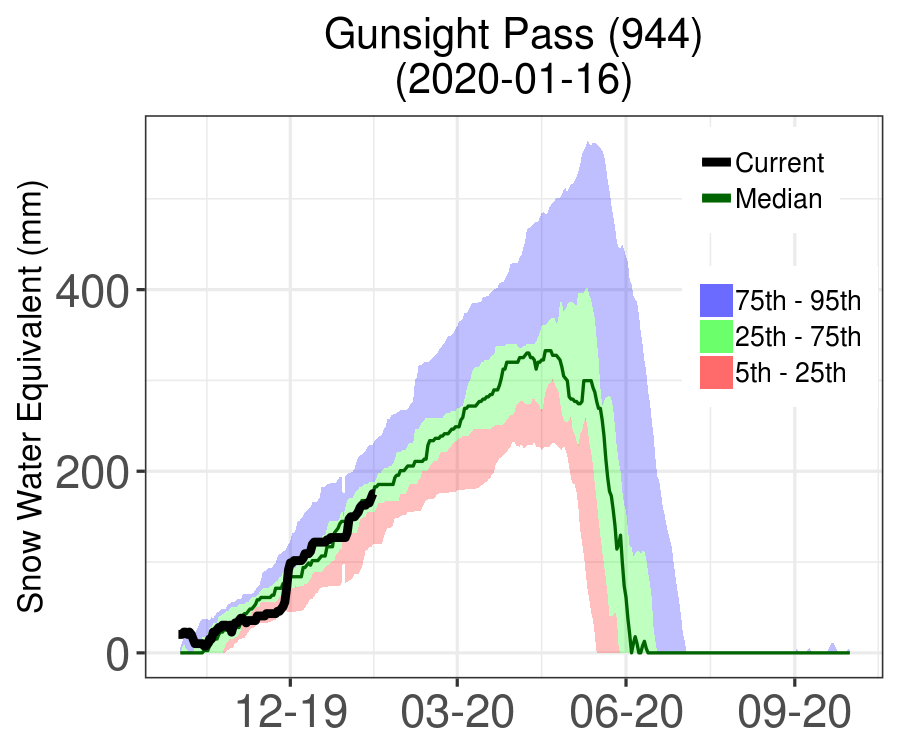 Gunsight Pass (944)
(2020-01-16)
Snow Water Equivalent (mm)
Current
Median
75th - 95th
25th - 75th
5th - 25th
400
200
0
12-19
03-20
06-20
09-20